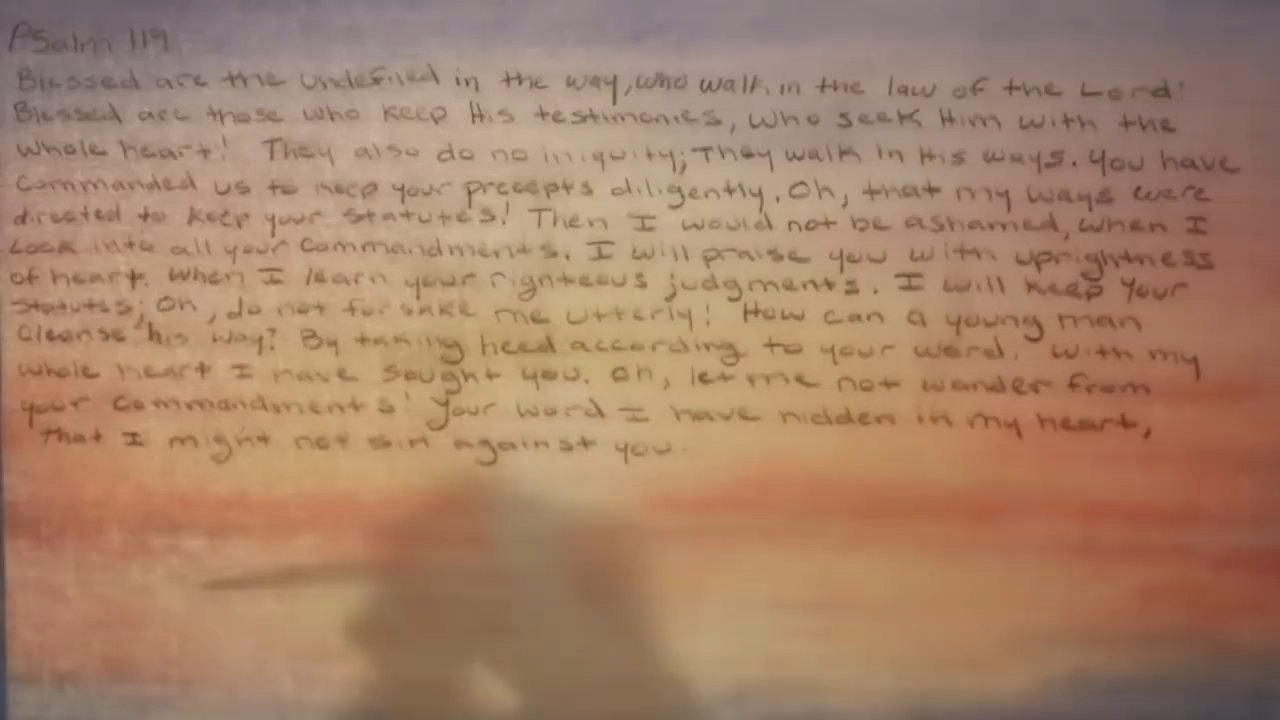 Psalm 119
Blessed are the undefiled in the way, who walk in the law of the Lord!
Blessed are those who keep His testimonies, who seek Him with the
whole heart! They also do no iniquity; They walk in His ways. You have
commanded us to keep your precepts diligently. Oh, that my ways were
directed to keep your statutes! Then I would not be ashamed, when I
Look into all your commandments. I will praise you with uprightness
of heart. When I learn your righteous judgments. I will keep your
statutes; Oh, do not forsake me utterly! How can a young man
cleanse his way? By taking heed according to your word. With my
whole heart I have sought you. Oh, let me not wander from
your commandments! Your word I have hidden in my heart,
That I might not sin against you.